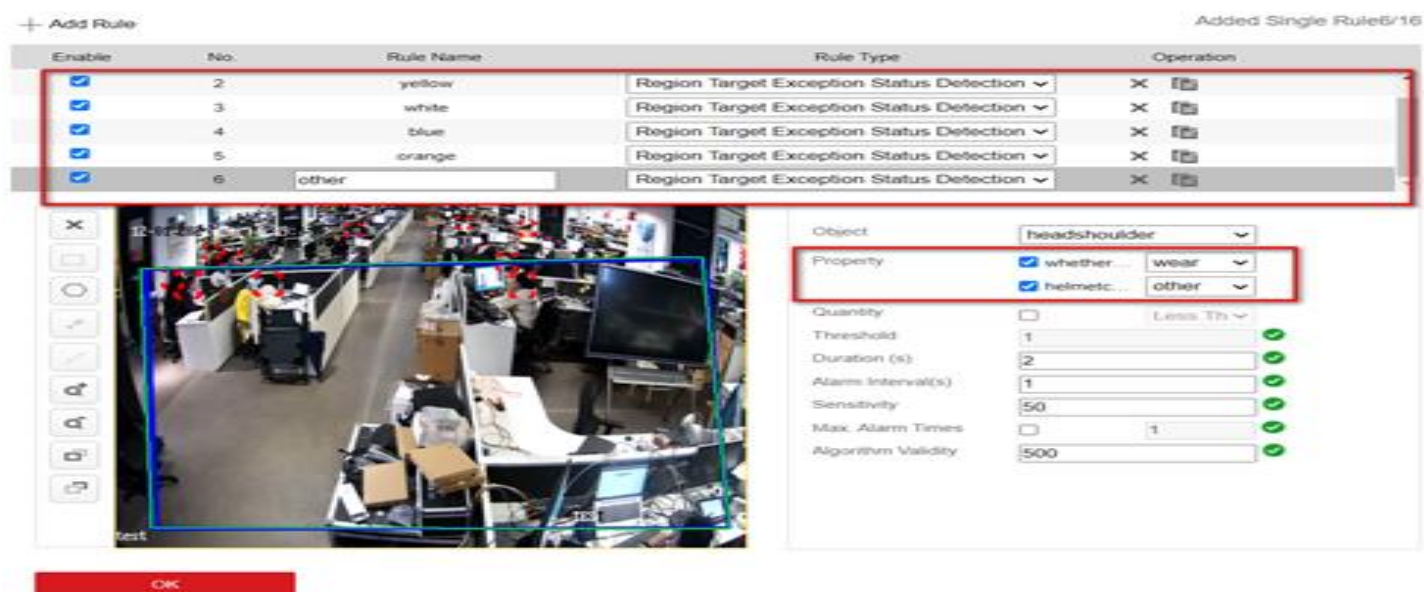 Add Rule Added Single Rule6/16
Enable No. Rule Name Rule Type Operation
2 yellow Region Target Exception Status Detection
3 white Region Target Exception Status Detection
4 blue Region Target Exception Status Detection
5 orange Region Target Exception Status Detection
6 other Region Target Exception Status Detection
Object headshoulder
Property whether... wear
helmetc... other
Quantity Less Th
Threshold 1
Duration (s) 2
Alarm Interval(s) 1
Sensitivity 50
Max. Alarm Times 1
Algorithm Validity 500
test
OK